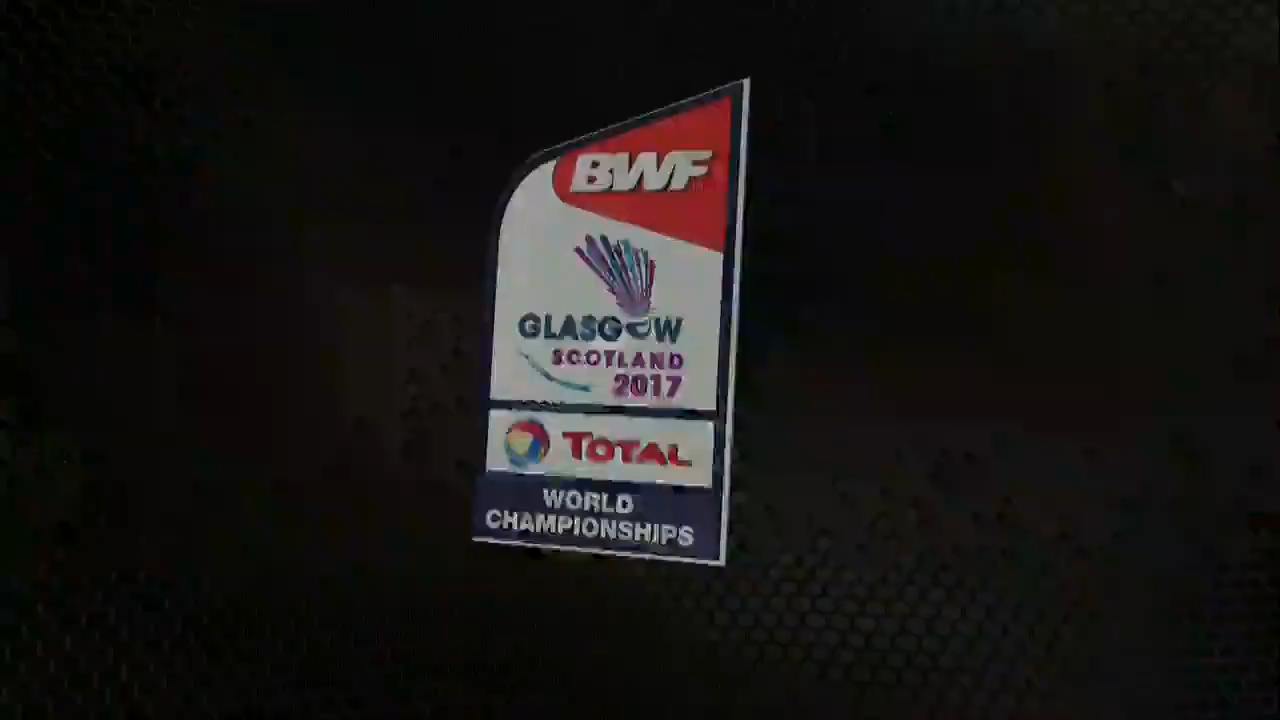 BWF
GLASGOW
SCOTLAND
2017
TOTAL
WORLD
CHAMPIONSHIPS